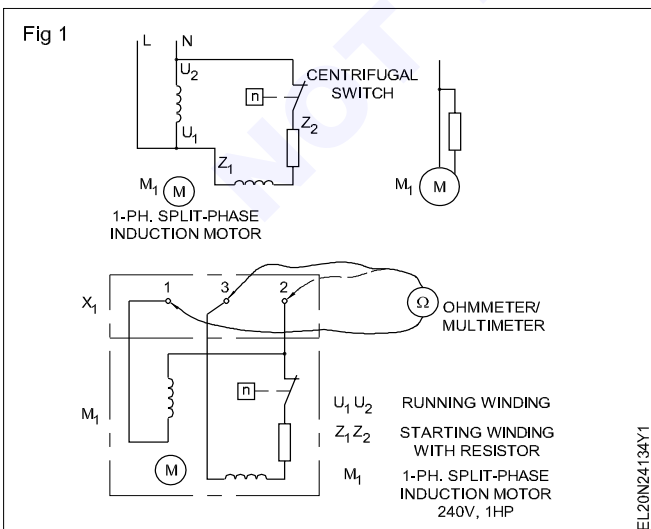 Fig 1
L N
U2
CENTRIFUGAL
SWITCH
n
Z2
U1
Z1
M1 M
1-PH. SPLIT-PHASE
INDUCTION MOTOR
M1 M
X1 1 3 2
Ω OHMMETER/
MULTIMETER
n
M1
M
U1 U2 RUNNING WINDING
Z1 Z2 STARTING WINDING
WITH RESISTOR
M1 1-PH. SPLIT-PHASE
INDUCTION MOTOR
240V, 1HP
EL20N24134Y1
NOT